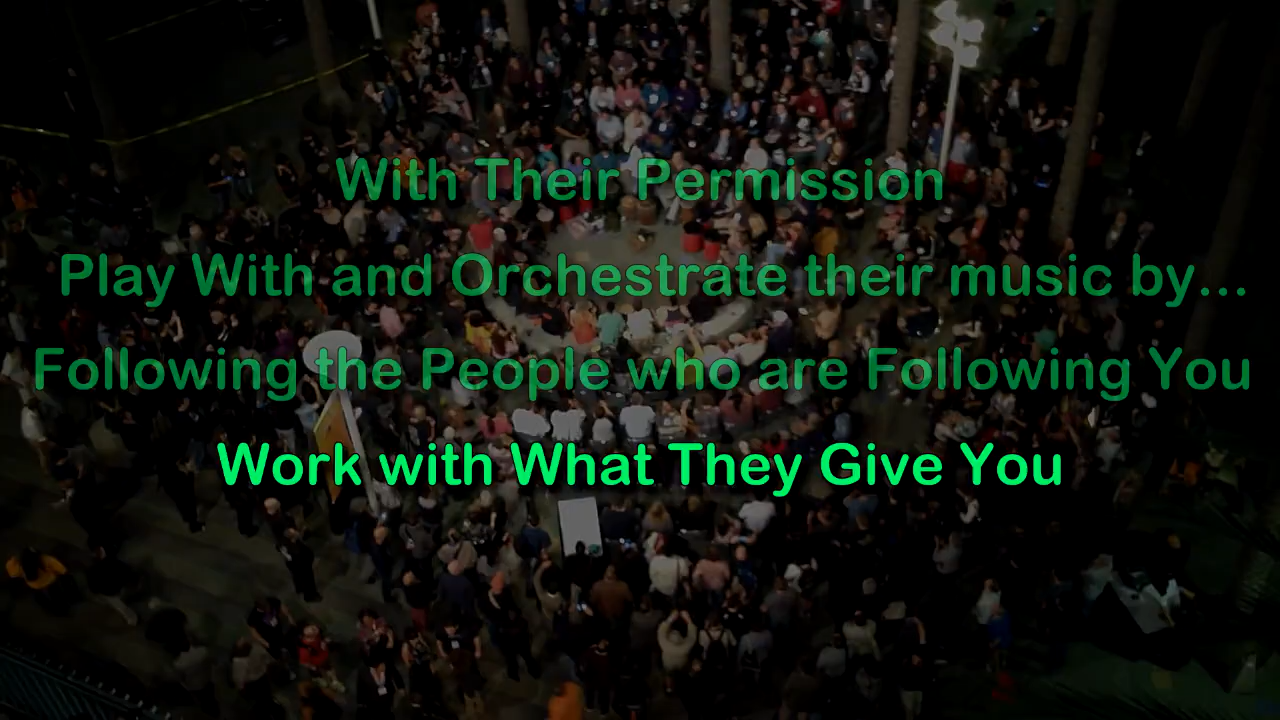 With Their Permission
Play With and Orchestrate their music by...
Following the People who are Following You
Work with What They Give You